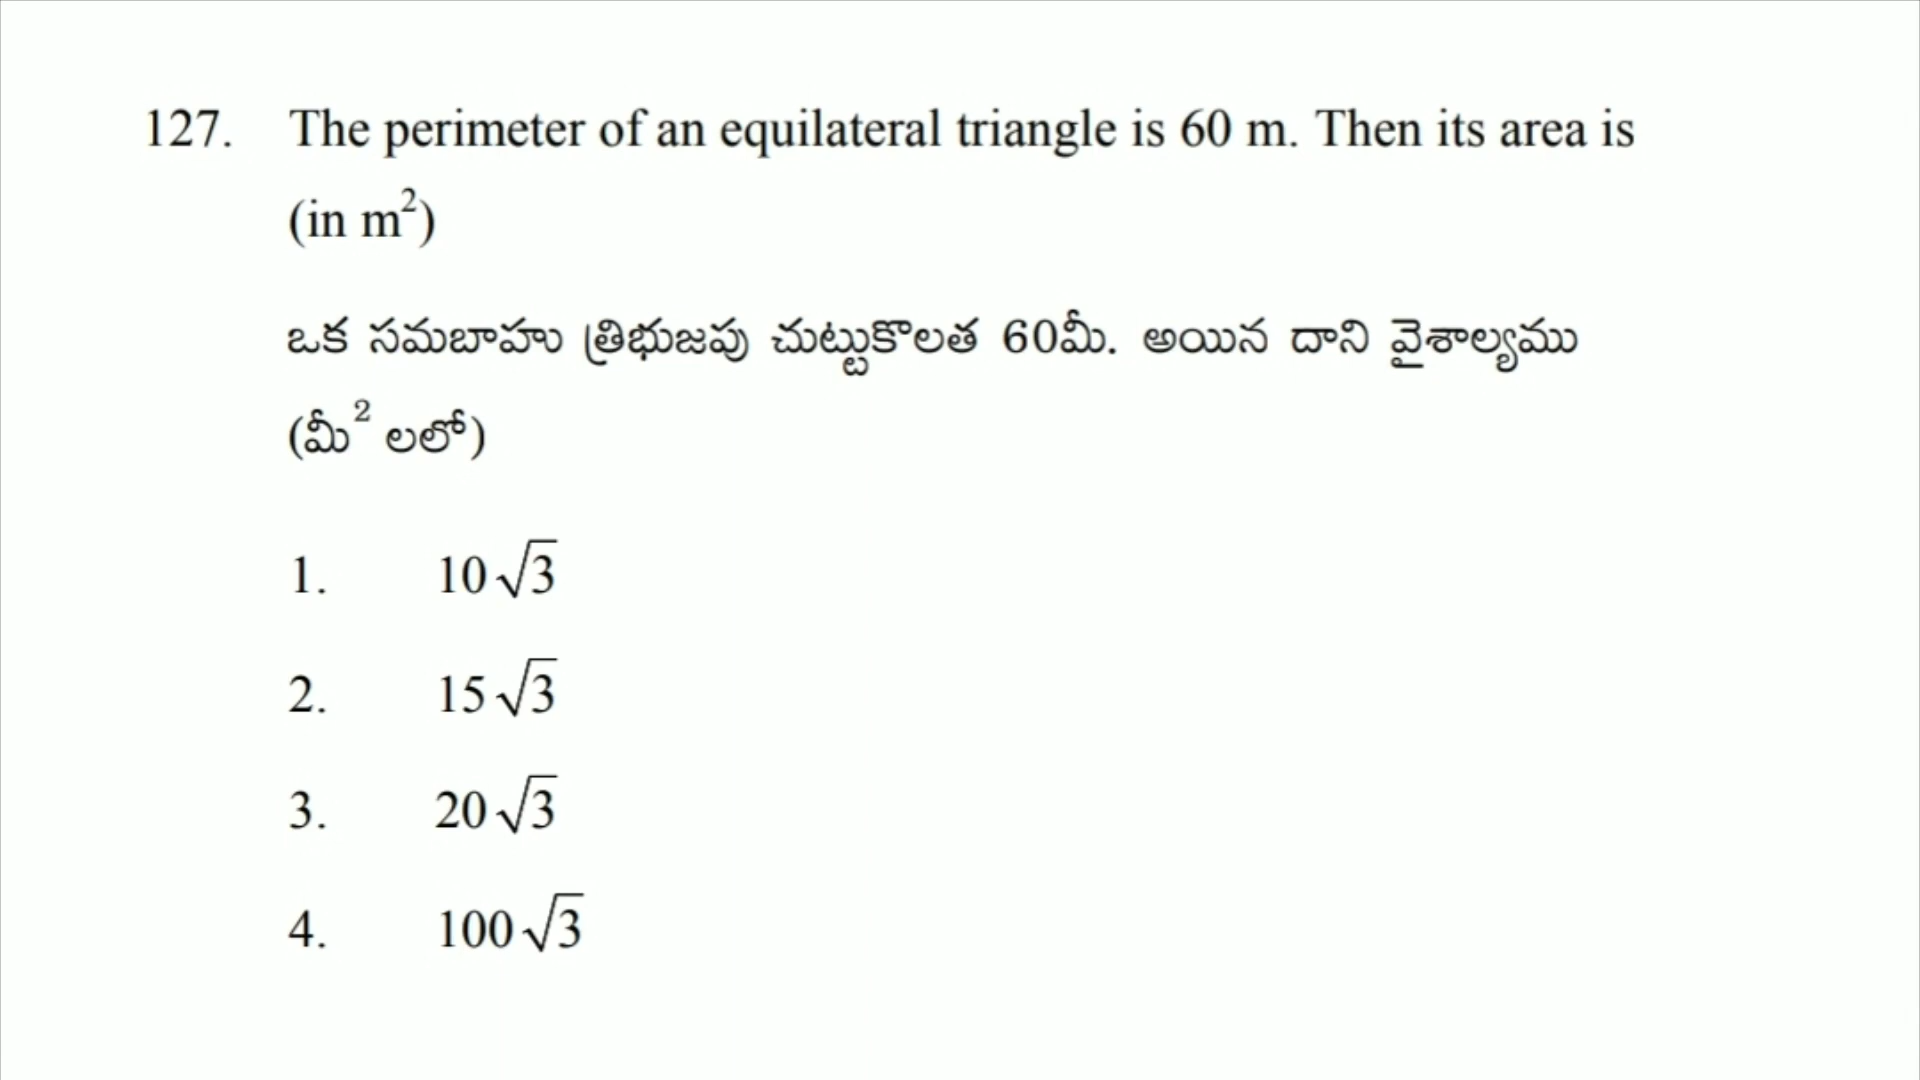 127. The perimeter of an equilateral triangle is 60 m. Then its area is
(in m²)
ఒక సమబాహు త్రిభుజపు చుట్టుకొలత 60మీ. అయిన దాని వైశాల్యము
(మీ² లలో)
1. 10√3
2. 15√3
3. 20√3
4. 100√3